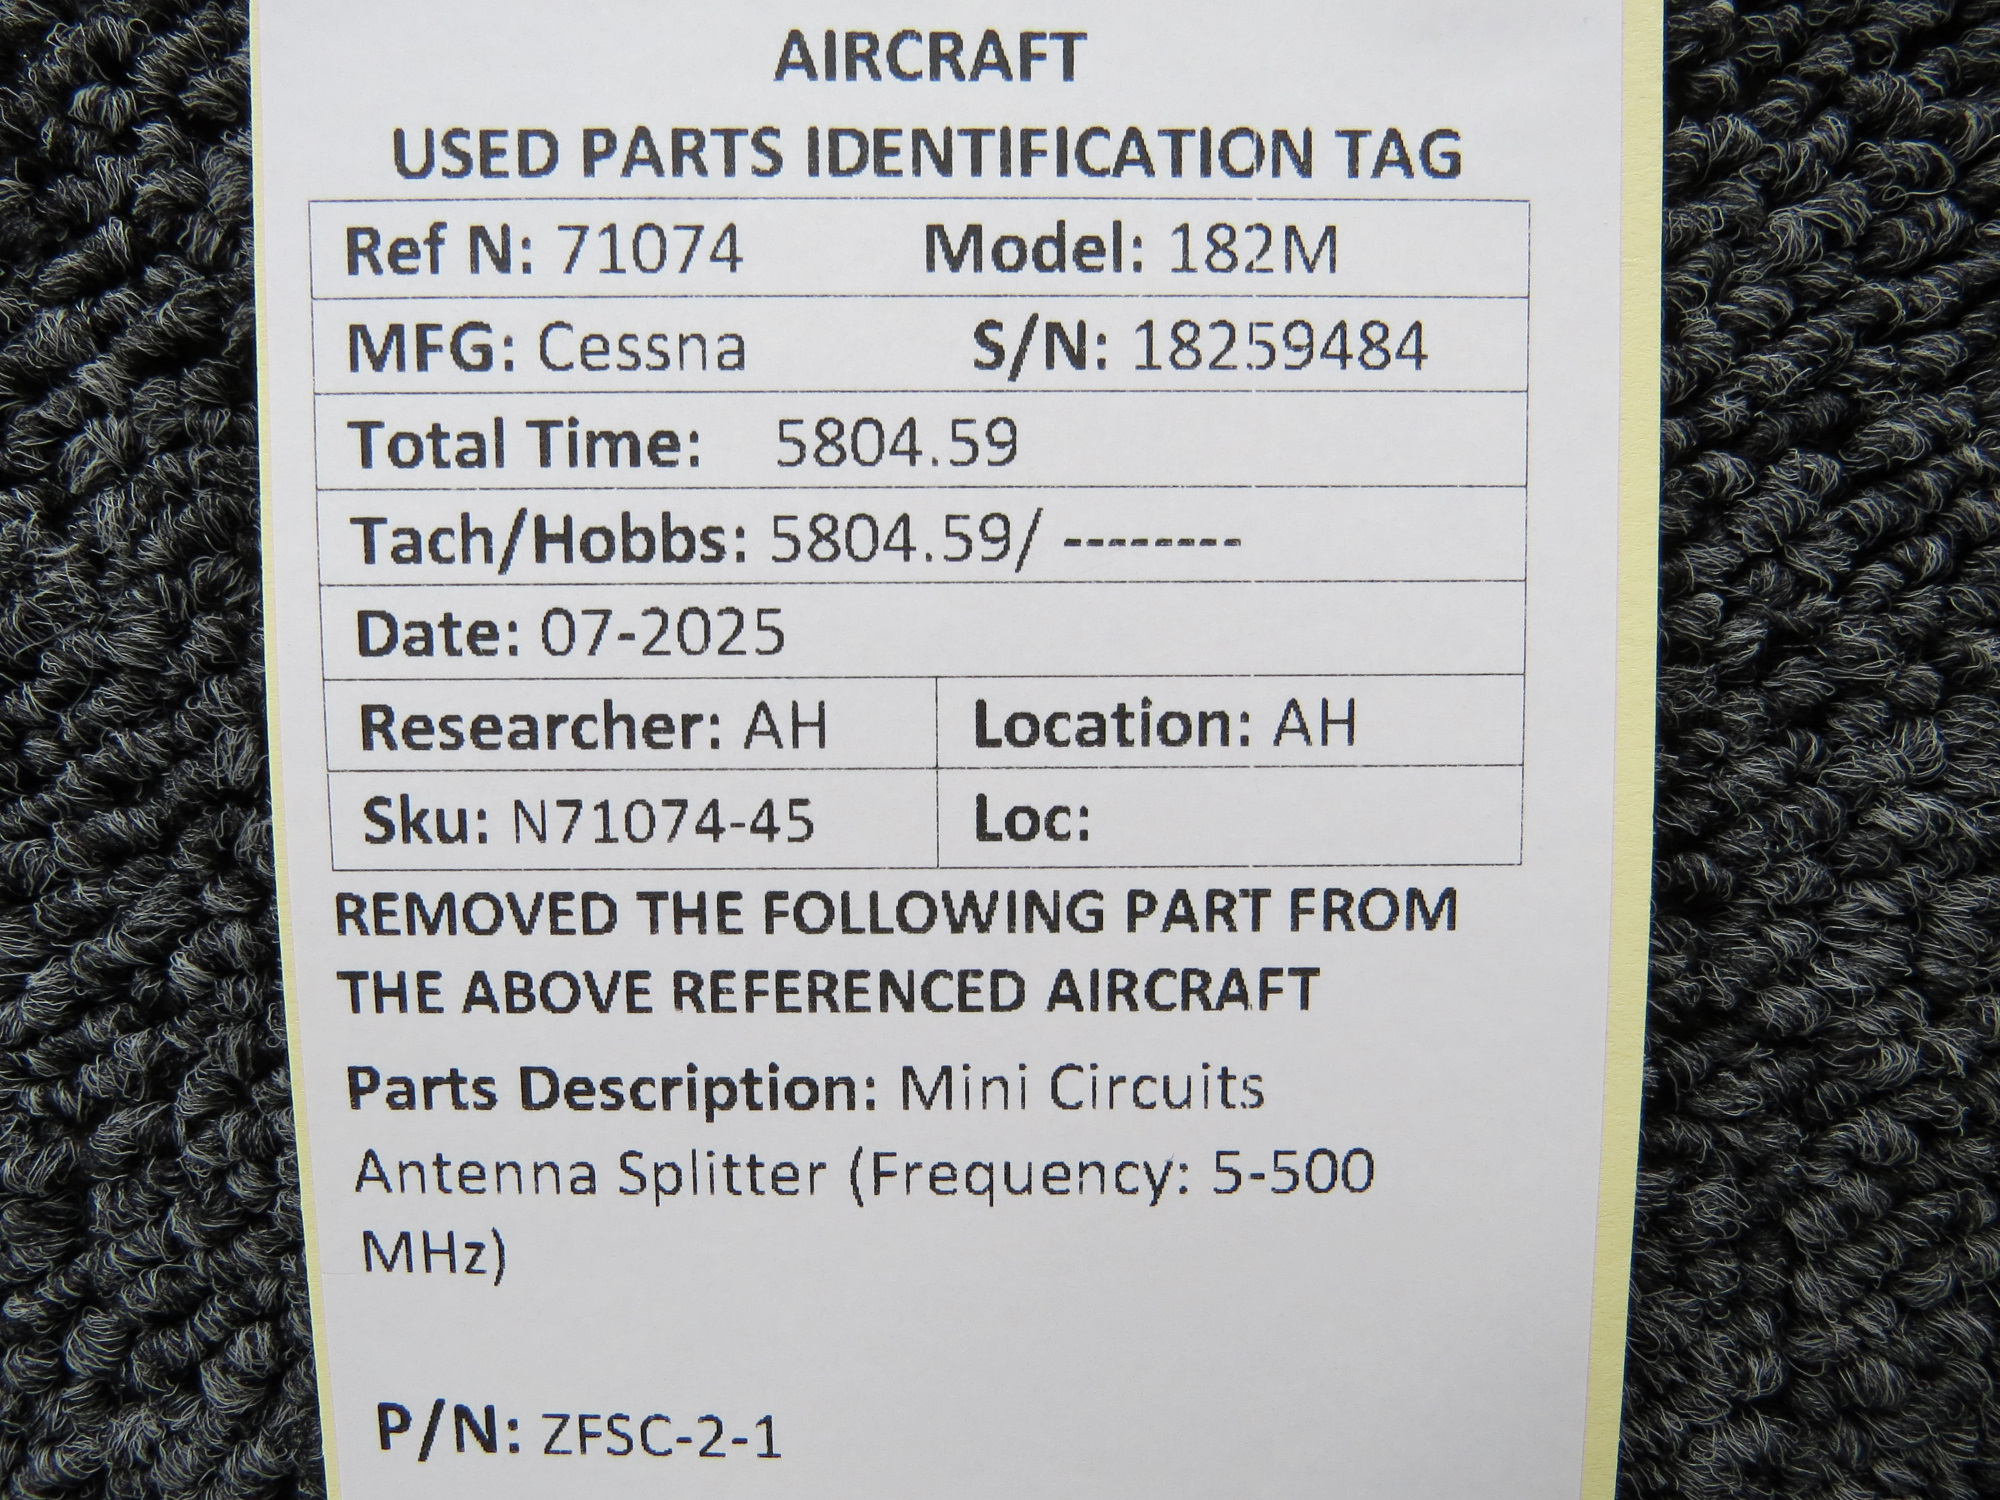 AIRCRAFT
USED PARTS IDENTIFICATION TAG
Ref N: 71074 Model: 182M
MFG: Cessna S/N: 18259484
Total Time: 5804.59
Tach/Hobbs: 5804.59/ --------
Date: 07-2025
Researcher: AH Location: AH
Sku: N71074-45 Loc:
REMOVED THE FOLLOWING PART FROM
THE ABOVE REFERENCED AIRCRAFT
Parts Description: Mini Circuits
Antenna Splitter (Frequency: 5-500
MHz)
P/N: ZFSC-2-1